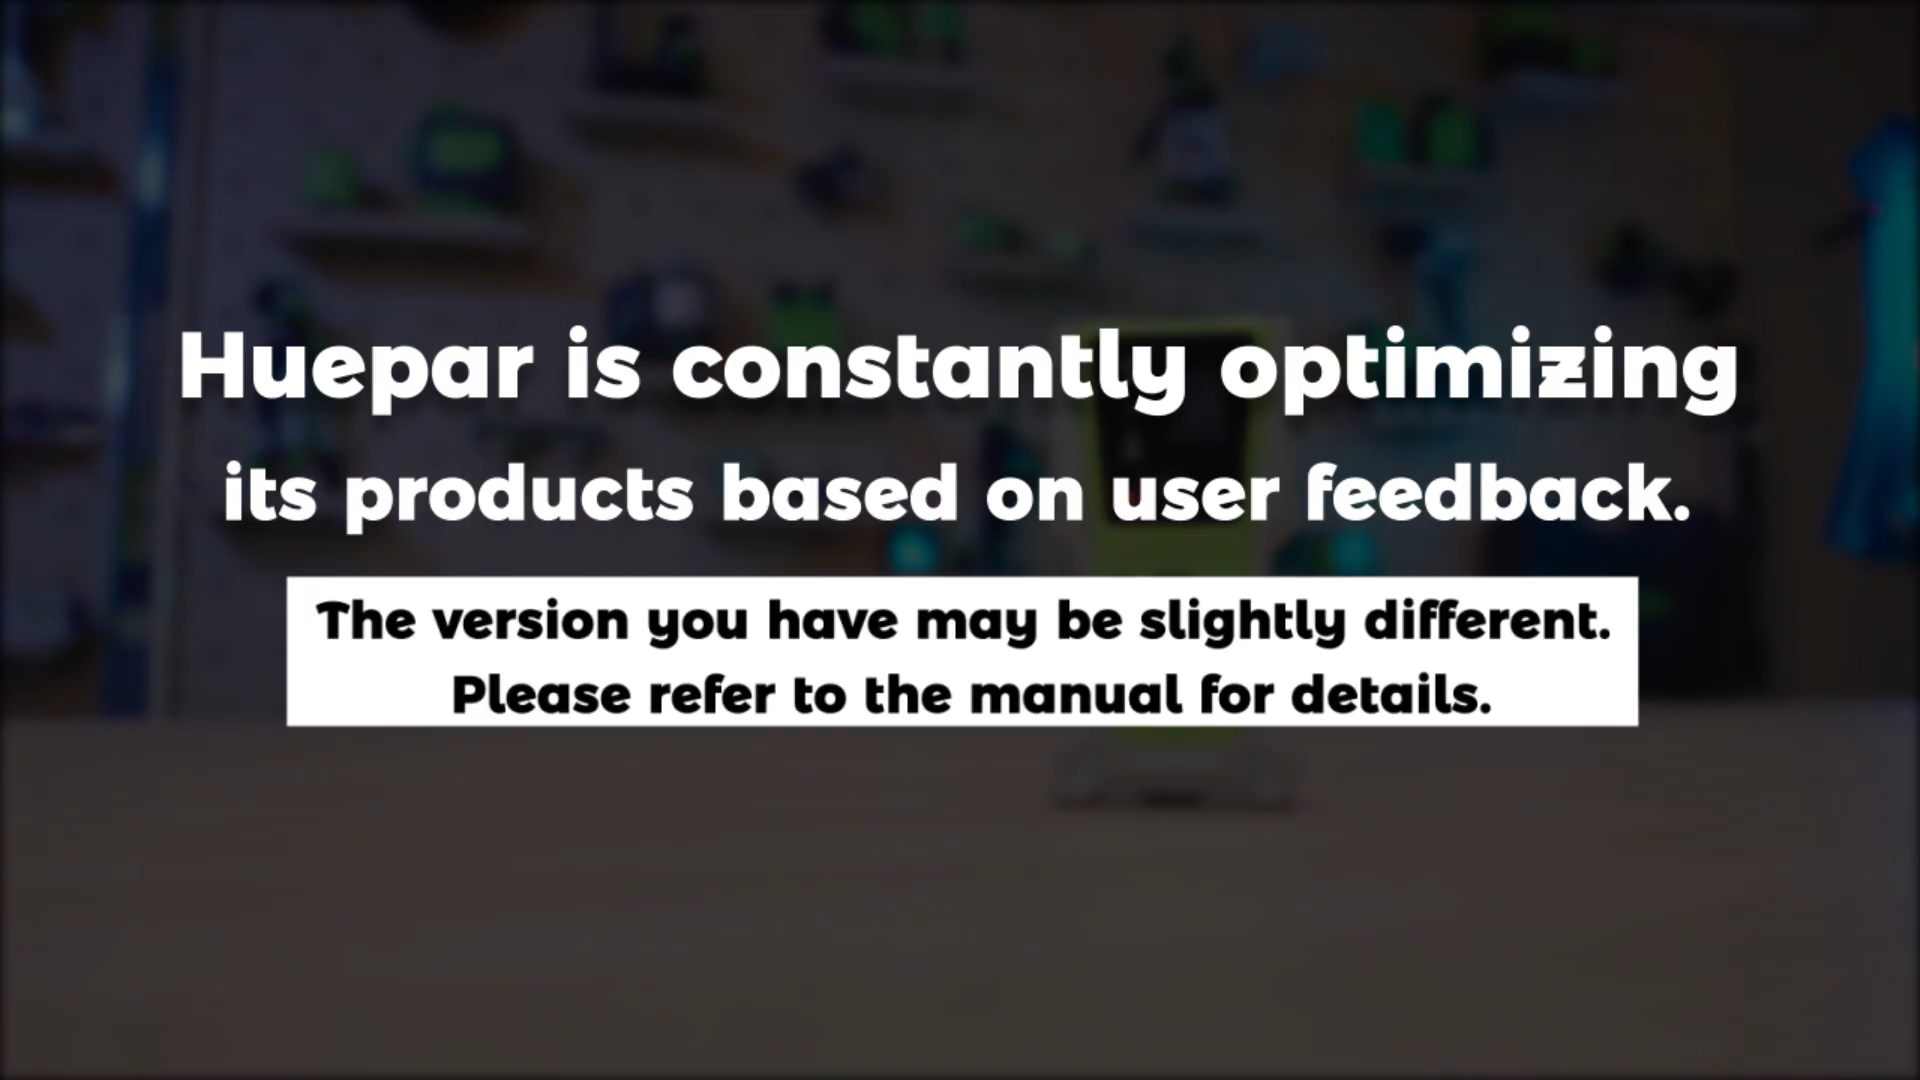 Huepar is constantly optimizing
its products based on user feedback.
The version you have may be slightly different.
Please refer to the manual for details.